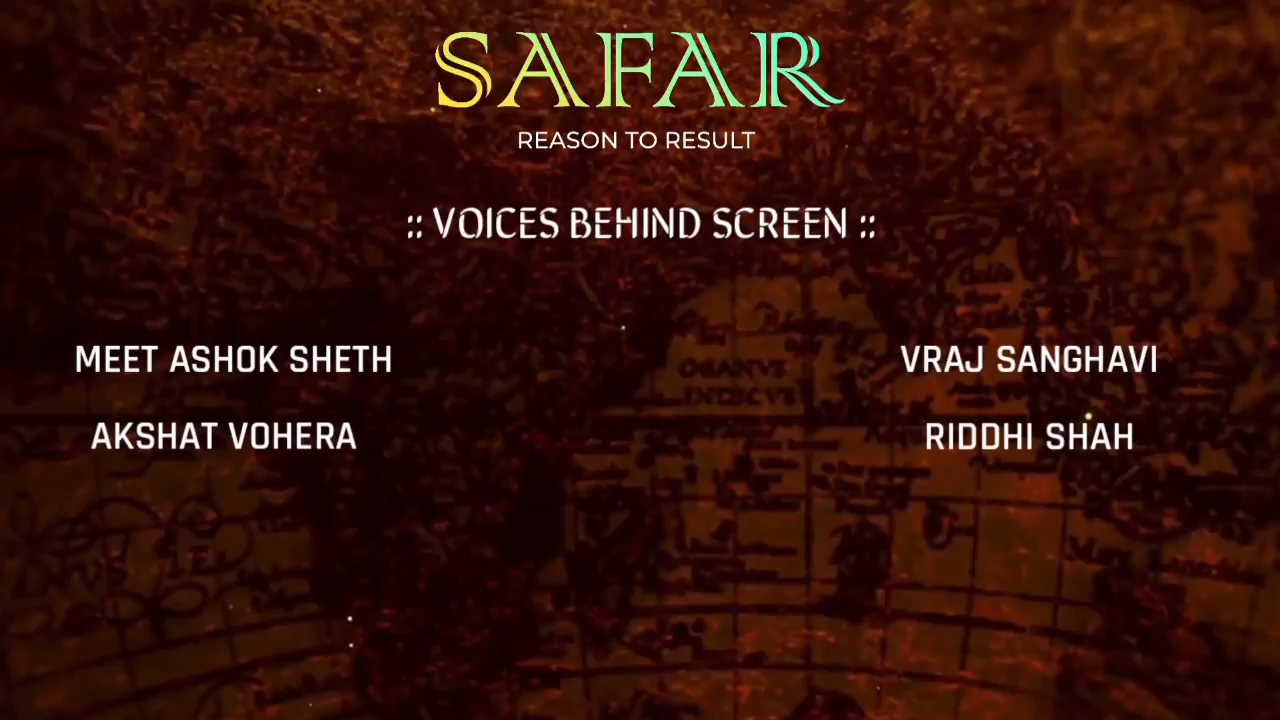 SAFAR
REASON TO RESULT
:: VOICES BEHIND SCREEN ::
MEET ASHOK SHETH
VRAJ SANGHAVI
AKSHAT VOHERA
RIDDHI SHAH